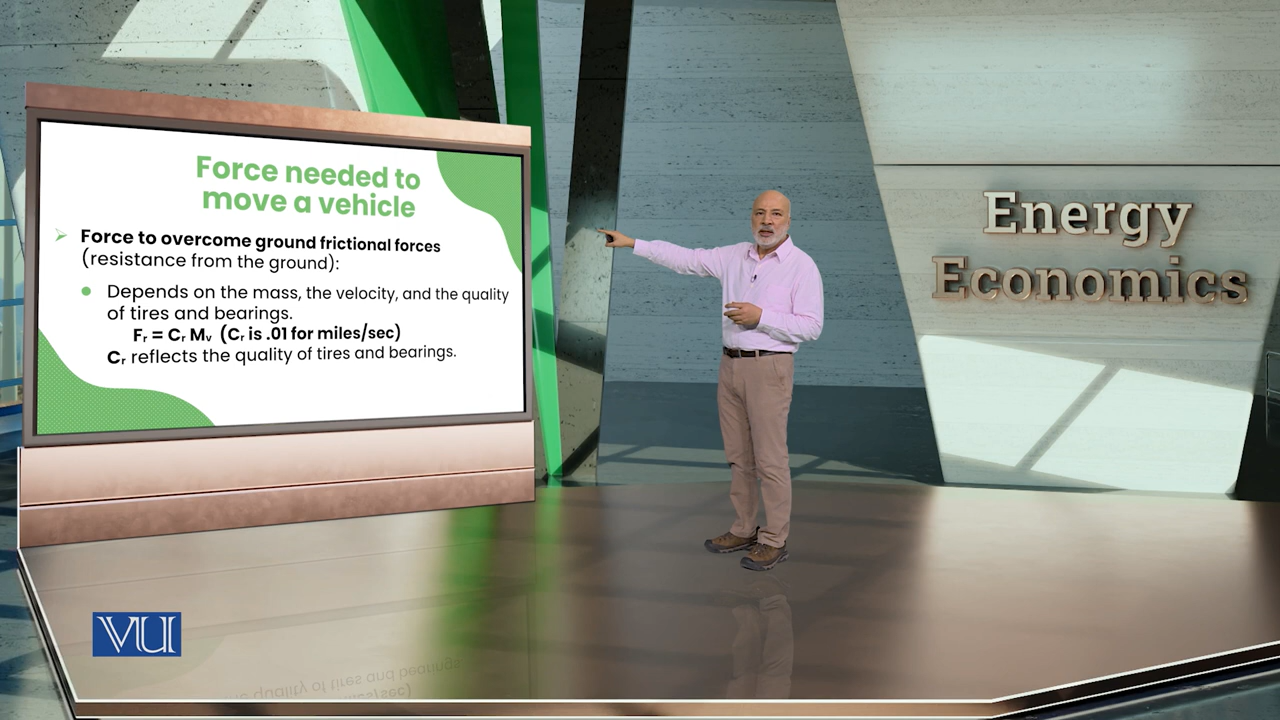 Force needed to
move a vehicle
Force to overcome ground frictional forces
(resistance from the ground):
Depends on the mass, the velocity, and the quality
of tires and bearings.
Fᵣ = Cᵣ Mᵥ (Cᵣ is .01 for miles/sec)
Cᵣ reflects the quality of tires and bearings.
Energy
Economics
VU